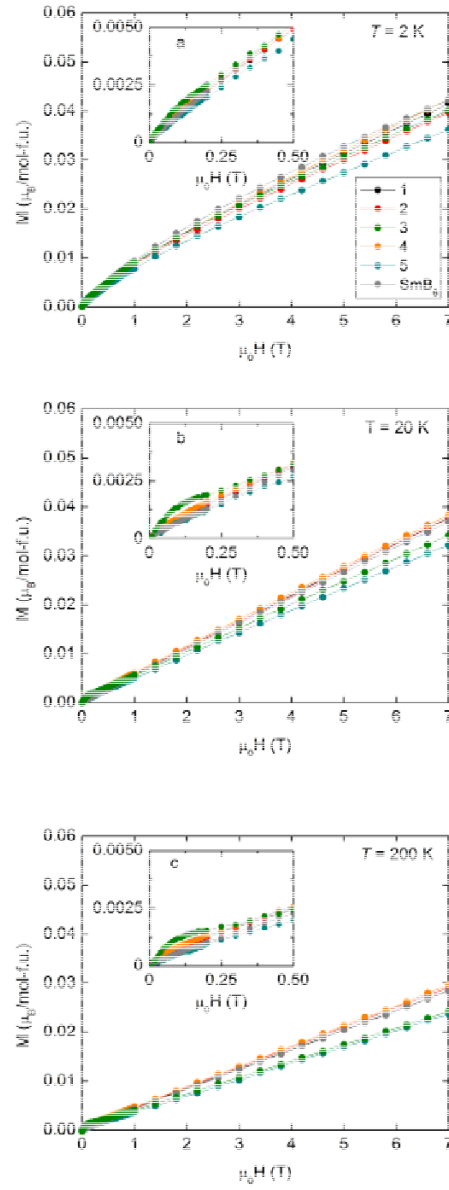 0.06
0.05
0.04
0.03
0.02
0.01
0.00
M (μB/mol-f.u.)
0.0050
0.0025
0
a
0 0.25 0.50
μ0H (T)
T = 2 K
1
2
3
4
5
SmB6
0 1 2 3 4 5 6 7
μ0H (T)
0.06
0.05
0.04
0.03
0.02
0.01
0.00
M (μB/mol-f.u.)
0.0050
0.0025
0
b
0 0.25 0.50
μ0H (T)
T = 20 K
0 1 2 3 4 5 6 7
μ0H (T)
0.06
0.05
0.04
0.03
0.02
0.01
0.00
M (μB/mol-f.u.)
0.0050
0.0025
0
c
0 0.25 0.50
μ0H (T)
T = 200 K
0 1 2 3 4 5 6 7
μ0H (T)